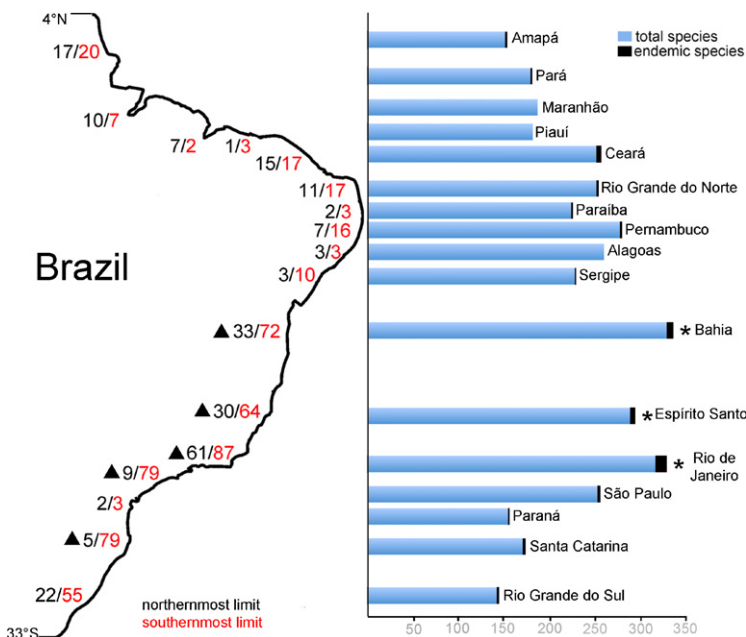 4°N
17/20
10/7
7/2
1/3
15/17
11/17
2/3
7/16
3/3
3/10
Brazil
▲ 33/72
▲ 30/64
▲ 61/87
▲ 9/79
2/3
▲ 5/79
22/55
33°S
northernmost limit
southernmost limit
total species
endemic species
Amapá
Pará
Maranhão
Piauí
Ceará
Rio Grande do Norte
Paraíba
Pernambuco
Alagoas
Sergipe
* Bahia
* Espírito Santo
* Rio de
Janeiro
São Paulo
Paraná
Santa Catarina
Rio Grande do Sul
50 100 150 200 250 300 350